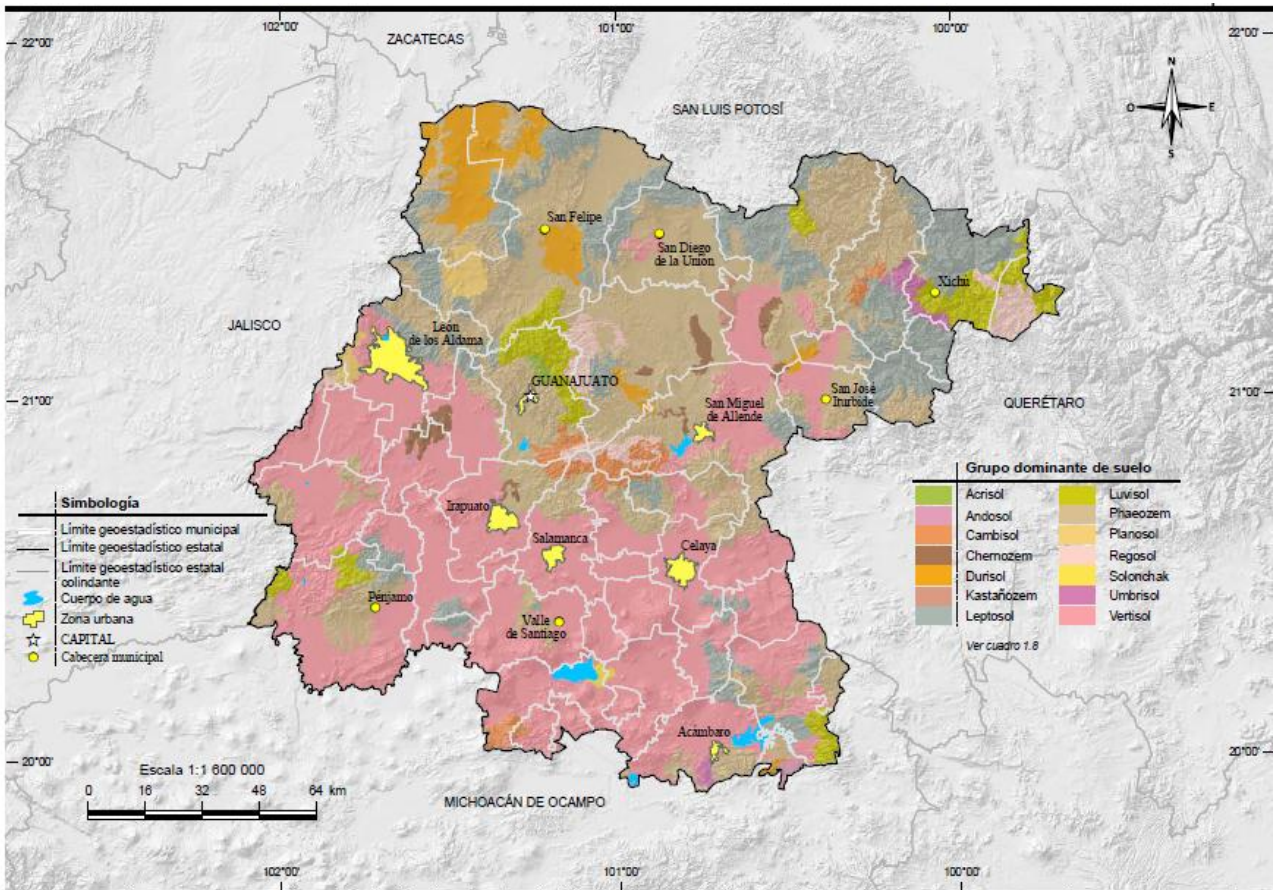 102°00'
101°00'
100°00'
22°00'
22°00'
ZACATECAS
SAN LUIS POTOSÍ
N
O
E
S
San Felipe
San Diego
de la Unión
Xichú
JALISCO
León
de los Aldama
GUANAJUATO
21°00'
21°00'
San José
Iturbide
San Miguel
de Allende
QUERÉTARO
Simbología
Límite geoestadístico municipal
Límite geoestadístico estatal
Límite geoestadístico estatal
colindante
Cuerpo de agua
Zona urbana
CAPITAL
Cabecera municipal
Irapuato
Salamanca
Celaya
Pénjamo
Valle
de Santiago
Acámbaro
Grupo dominante de suelo
Acrisol
Andosol
Cambisol
Chernozem
Durisol
Kastañozem
Leptosol
Luvisol
Phaeozem
Planosol
Regosol
Solonchak
Umbrisol
Vertisol
Ver cuadro 1.8
20°00'
20°00'
Escala 1:1 600 000
0 16 32 48 64 km
MICHOACÁN DE OCAMPO
102°00'
101°00'
100°00'